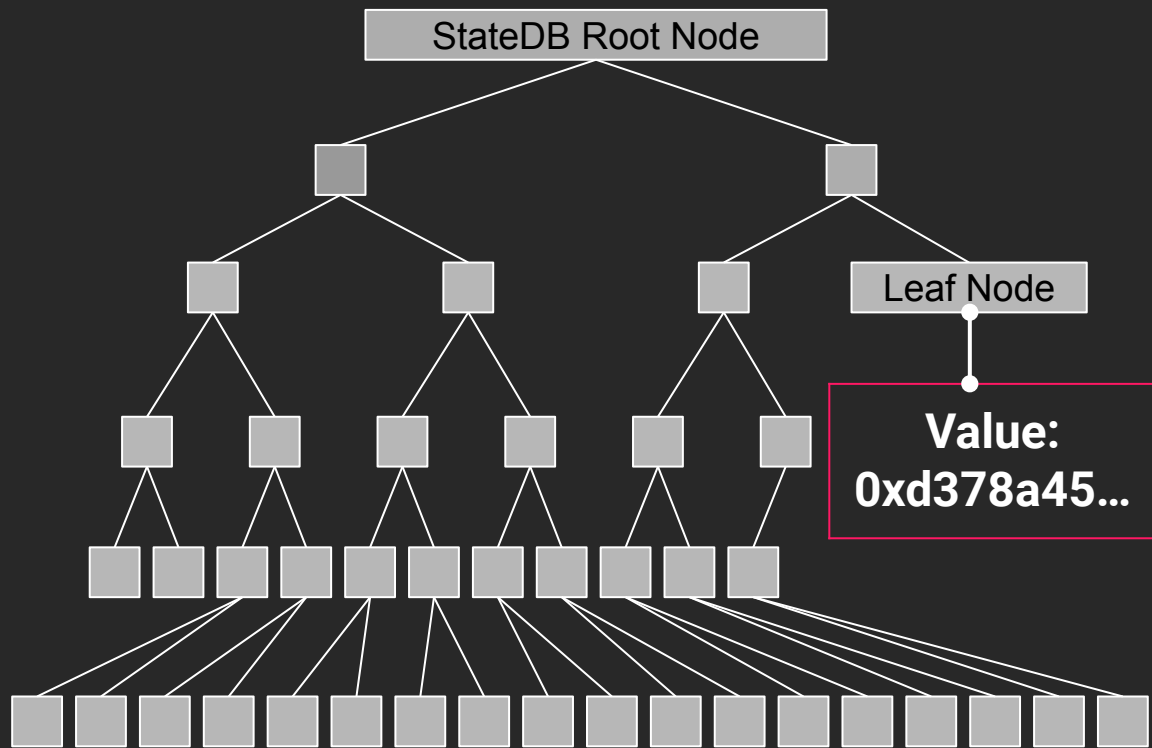 StateDB Root Node
Leaf Node
Value:
0xd378a45…